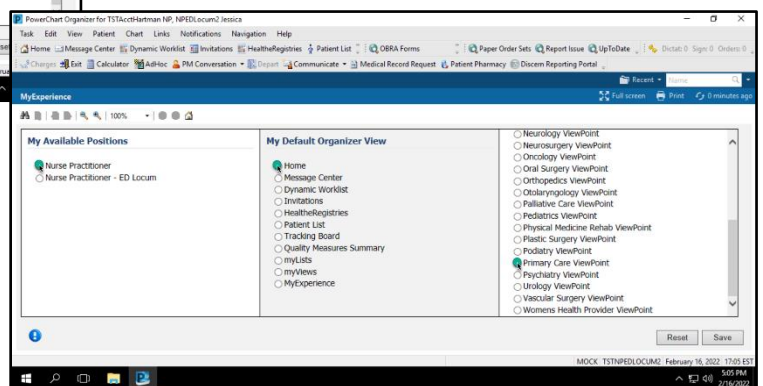 PowerChart Organizer for TSTAcctHartman NP, NPEDLocum2 Jessica
Task Edit View Patient Chart Links Notifications Navigation Help
Home Message Center Dynamic Worklist Invitations HealtheRegistries Patient List OBRA Forms Paper Order Sets Report Issue UpToDate Dictat: 0 Sign: 0 Orders: 0
Charges Exit Calculator AdHoc PM Conversation Depart Communicate Medical Record Request Patient Pharmacy Discern Reporting Portal
Recent Name
MyExperience Full screen Print 0 minutes ago
100%
My Available Positions
Nurse Practitioner
Nurse Practitioner - ED Locum
My Default Organizer View
Home
Message Center
Dynamic Worklist
Invitations
HealtheRegistries
Patient List
Tracking Board
Quality Measures Summary
myLists
myViews
MyExperience
Neurology ViewPoint
Neurosurgery ViewPoint
Oncology ViewPoint
Oral Surgery ViewPoint
Orthopedics ViewPoint
Otolaryngology ViewPoint
Palliative Care ViewPoint
Pediatrics ViewPoint
Physical Medicine Rehab ViewPoint
Plastic Surgery ViewPoint
Podiatry ViewPoint
Primary Care ViewPoint
Psychiatry ViewPoint
Urology ViewPoint
Vascular Surgery ViewPoint
Womens Health Provider ViewPoint
Reset Save
MOCK TSTNPEDLOCUM2 February 16, 2022 17:05 EST
5:05 PM
2/16/2022